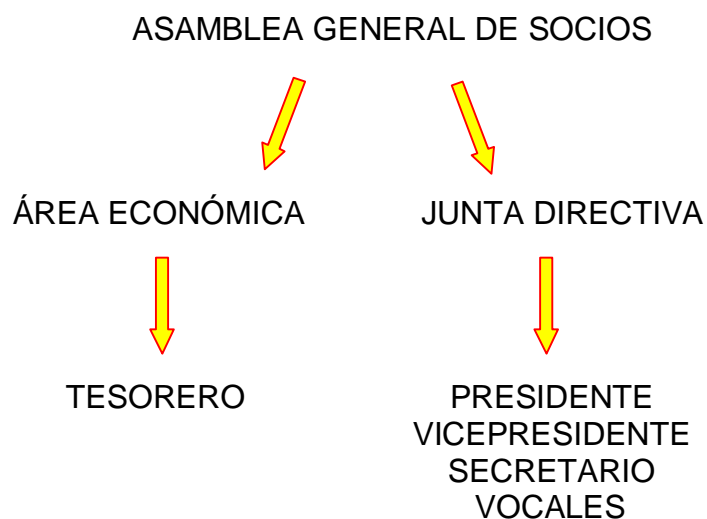 ASAMBLEA GENERAL DE SOCIOS
ÁREA ECONÓMICA
JUNTA DIRECTIVA
TESORERO
PRESIDENTE
VICEPRESIDENTE
SECRETARIO
VOCALES